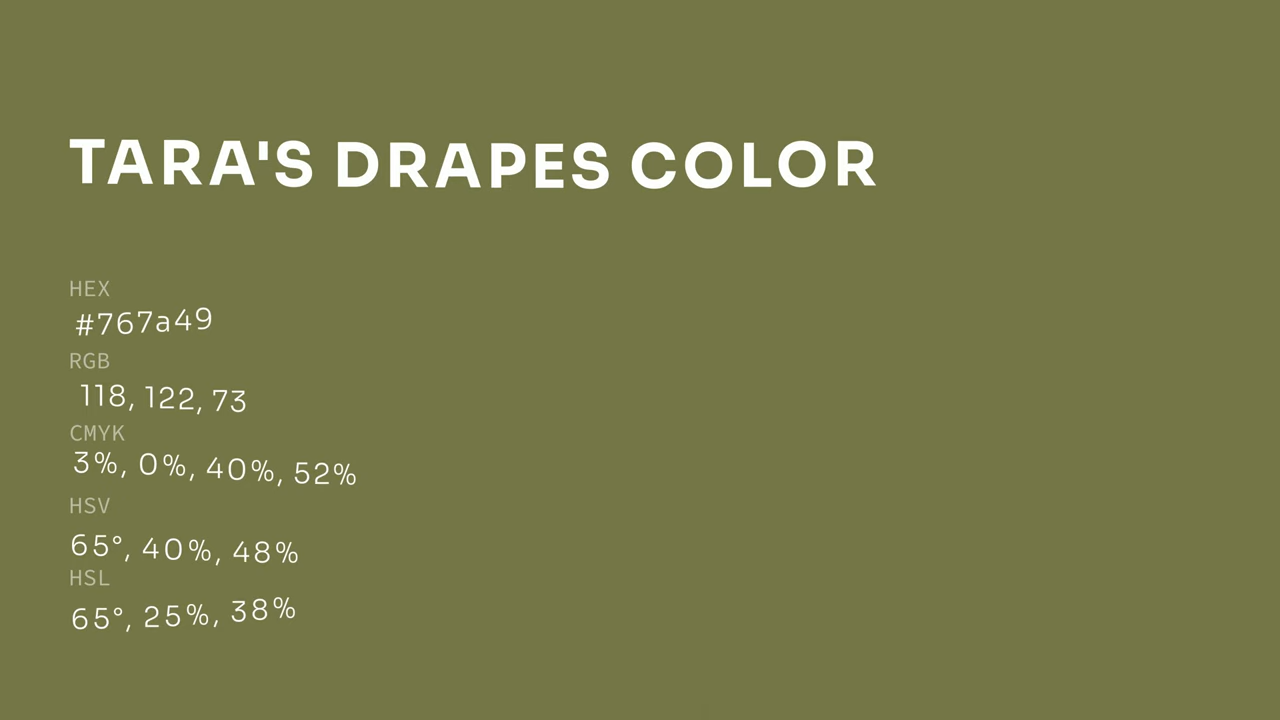 TARA'S DRAPES COLOR
HEX
#767a49
RGB
118, 122, 73
CMYK
3%, 0%, 40%, 52%
HSV
65°, 40%, 48%
HSL
65°, 25%, 38%